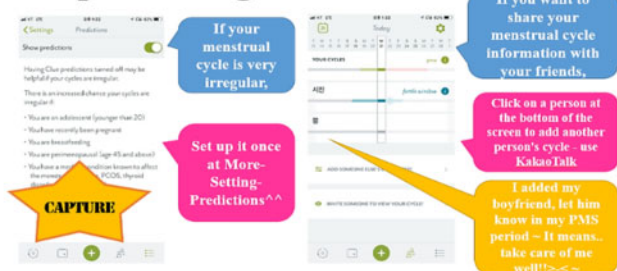 Settings
Predictions
Show predictions
Having Clue predictions turned off may be
helpful if your cycles are irregular.
There is an increased chance your cycles are
irregular if:
- You are an adolescent (younger than 20)
- You have recently been pregnant
- You are breastfeeding
- You are perimenopausal (age 45 and above)
- You have a medical condition known to affect
PCOS, thyroid
CAPTURE
If your
menstrual
cycle is very
irregular,
Set up it once
at More-
Setting-
Predictions^^
Today
YOUR CYCLES
you
fertile window
INVITE SOMEONE TO VIEW YOUR CYCLE
If you want to
share your
menstrual cycle
information with
your friends,
Click on a person at
the bottom of the
screen to add another
person's cycle - use
KakaoTalk
I added my
boyfriend, let him
know in my PMS
period ~ It means..
take care of me
well!!>.< ~